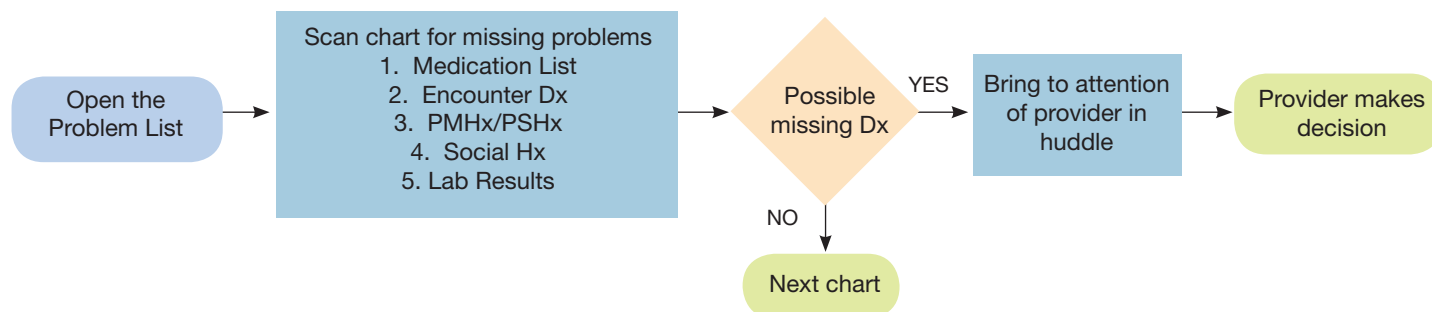 Open the
Problem List
Scan chart for missing problems
1. Medication List
2. Encounter Dx
3. PMHx/PSHx
4. Social Hx
5. Lab Results
Possible
missing Dx
YES
Bring to attention
of provider in
huddle
Provider makes
decision
NO
Next chart